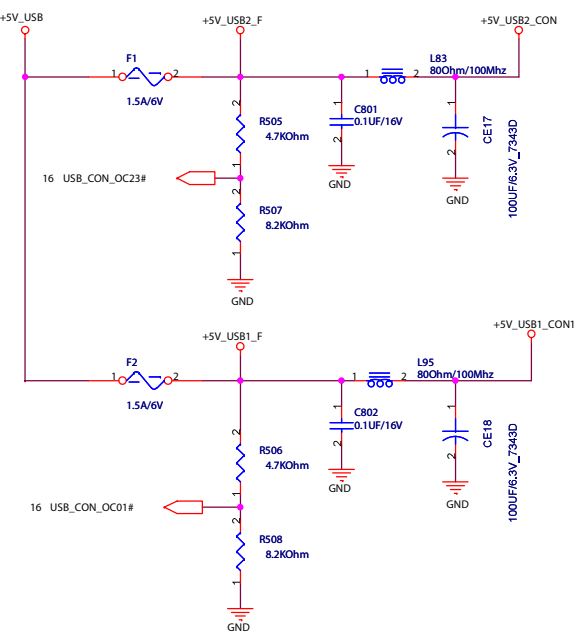 +5V_USB
+5V_USB2_F
+5V_USB2_CON
F1
1
2
1.5A/6V
L83
1
2
80Ohm/100Mhz
2
R505
4.7KOhm
1
1
C801
0.1UF/16V
2
GND
1
CE17
2
100UF/6.3V_7343D
GND
16 USB_CON_OC23#
2
R507
8.2KOhm
1
GND
+5V_USB1_F
+5V_USB1_CON1
F2
1
2
1.5A/6V
L95
1
2
80Ohm/100Mhz
2
R506
4.7KOhm
1
1
C802
0.1UF/16V
2
GND
1
CE18
2
100UF/6.3V_7343D
GND
16 USB_CON_OC01#
2
R508
8.2KOhm
1
GND